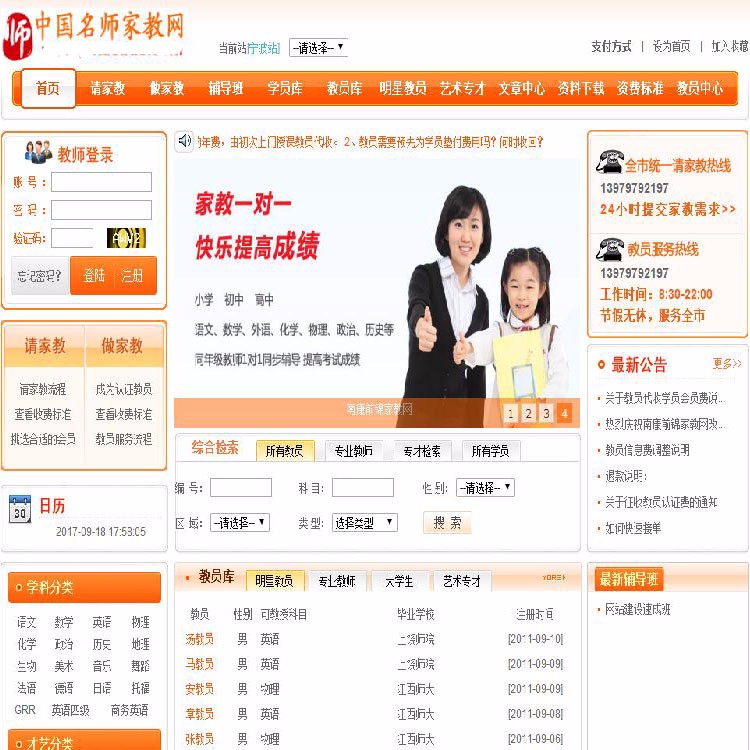 师 中国名师家教网
当前站[宁波站] --请选择--
支付方式 | 设为首页 | 加入收藏
首页 请家教 做家教 辅导班 学员库 教员库 明星教员 艺术专才 文章中心 资料下载 资费标准 教员中心
教师登录
账 号：
密 码：
验证码：
忘记密码? 登陆 注册
请家教 做家教
请家教流程 成为认证教员
查看收费标准 查看收费标准
挑选合适的会员 教员服务流程
日历
30
2017-09-18 17:58:05
学科分类
语文 数学 英语 物理
化学 政治 历史 地理
生物 美术 音乐 舞蹈
法语 德语 日语 托福
GRR 英语四级 商务英语
才艺分类
年费，由初次上门授课教员代收。 2、教员需要预先为学员垫付费用吗？何时收回？
家教一对一
快乐提高成绩
小学 初中 高中
语文、数学、外语、化学、物理、政治、历史等
同年级教师1对1同步辅导 提高考试成绩
南康前锦家教网
1 2 3 4
综合检索 所有教员 专业教师 专才检索 所有学员
编 号： 科 目： 性 别： --请选择--
区 域： --请选择-- 类型： 选择类型 搜 索
教员库 明星教员 专业教师 大学生 艺术专才
教员 性别 可教授科目 毕业学校 注册时间
汤教员 男 英语 上饶师院 [2011-09-10]
马教员 男 英语 上饶师院 [2011-09-09]
安教员 男 物理 江西师大 [2011-09-09]
章教员 男 英语 江西师大 [2011-09-08]
张教员 男 物理 江西师大 [2011-09-06]
全市统一请家教热线
13979792197
24小时提交家教需求>>
教员服务热线
13979792197
工作时间：8:30-22:00
节假无休，服务全市
最新公告 更多>>
关于教员代收学员会员费说...
热烈庆祝南康前锦家教网改...
教员信息费调整说明
退款说明：
关于征收教员认证费的通知
如何快速接单
最新辅导班
网站建设速成班